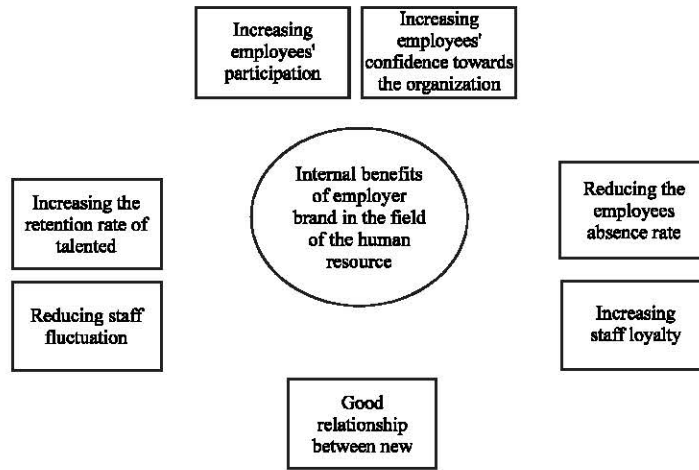 Increasing
employees'
participation
Increasing
employees'
confidence towards
the organization
Internal benefits
of employer
brand in the field
of the human
resource
Increasing the
retention rate of
talented
Reducing the
employees
absence rate
Reducing staff
fluctuation
Increasing
staff loyalty
Good
relationship
between new